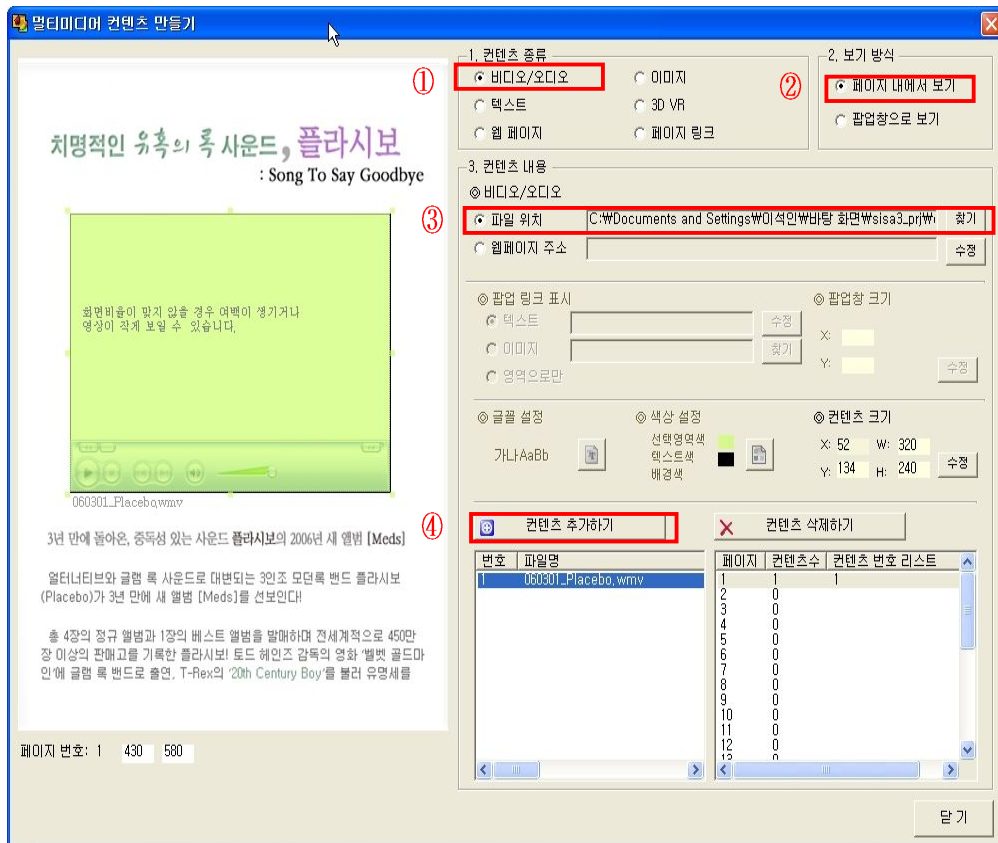 멀티미디어 컨텐츠 만들기
치명적인 유혹의 록 사운드, 플라시보
: Song To Say Goodbye
화면비율이 맞지 않을 경우 여백이 생기거나
영상이 작게 보일 수 있습니다.
060301_Placebo.wmv
3년 만에 돌아온, 중독성 있는 사운드 플라시보의 2006년 새 앨범 [Meds]
얼터너티브와 글램 록 사운드로 대변되는 3인조 모던록 밴드 플라시보
(Placebo)가 3년 만에 새 앨범 [Meds]를 선보인다!
총 4장의 정규 앨범과 1장의 베스트 앨범을 발매하며 전세계적으로 450만
장 이상의 판매고를 기록한 플라시보! 토드 헤인즈 감독의 영화 '벨벳 골드마
인'에 글램 록 밴드로 출연, T-Rex의 '20th Century Boy'를 불러 유명세를
페이지 번호: 1 430 580
1. 컨텐츠 종류
① 비디오/오디오 이미지
텍스트 3D VR
웹 페이지 페이지 링크
2. 보기 방식
② 페이지 내에서 보기
팝업창으로 보기
3. 컨텐츠 내용
◎ 비디오/오디오
③ 파일 위치 C:₩Documents and Settings₩이석인₩바탕 화면₩sisa3_prj₩ 찾기
웹페이지 주소 수정
◎ 팝업 링크 표시
텍스트 수정
이미지 찾기
영역으로만
◎ 팝업창 크기
X:
Y: 수정
◎ 글꼴 설정
가나AaBb
◎ 색상 설정
선택영역색
텍스트색
배경색
◎ 컨텐츠 크기
X: 52 W: 320
Y: 134 H: 240 수정
④ 컨텐츠 추가하기 컨텐츠 삭제하기
번호 파일명
1 060301_Placebo.wmv
페이지 컨텐츠수 컨텐츠 번호 리스트
1 1 1
2 0
3 0
4 0
5 0
6 0
7 0
8 0
9 0
10 0
11 0
12 0
13 0
닫 기